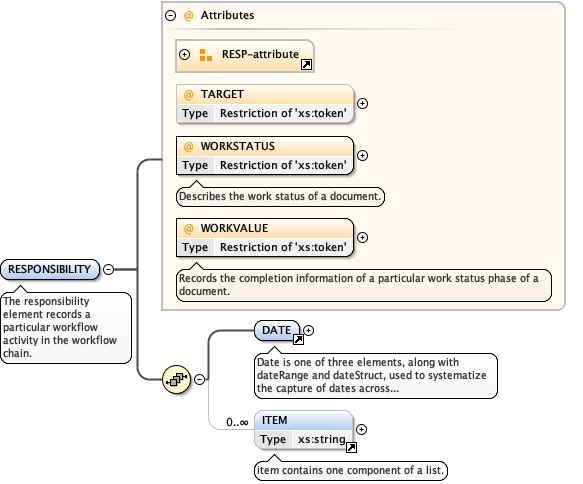 @ Attributes
RESP-attribute
@ TARGET
Type Restriction of 'xs:token'
@ WORKSTATUS
Type Restriction of 'xs:token'
Describes the work status of a document.
@ WORKVALUE
Type Restriction of 'xs:token'
Records the completion information of a particular work status phase of a
document.
RESPONSIBILITY
The responsibility
element records a
particular workflow
activity in the workflow
chain.
DATE
Date is one of three elements, along with
dateRange and dateStruct, used to systematize
the capture of dates across...
0..∞
ITEM
Type xs:string
item contains one component of a list.